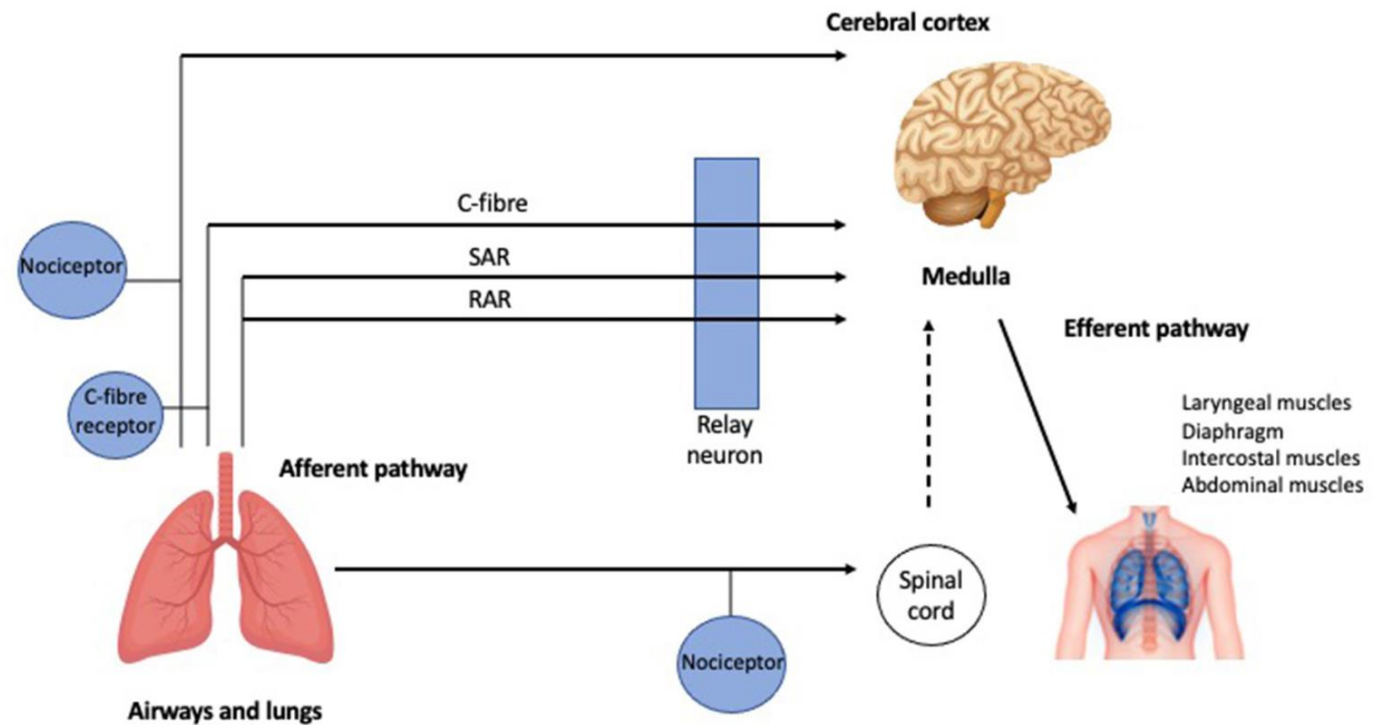 Cerebral cortex
C-fibre
Nociceptor
SAR
Medulla
RAR
Efferent pathway
C-fibre
receptor
Relay
neuron
Laryngeal muscles
Diaphragm
Intercostal muscles
Abdominal muscles
Afferent pathway
Spinal
cord
Nociceptor
Airways and lungs